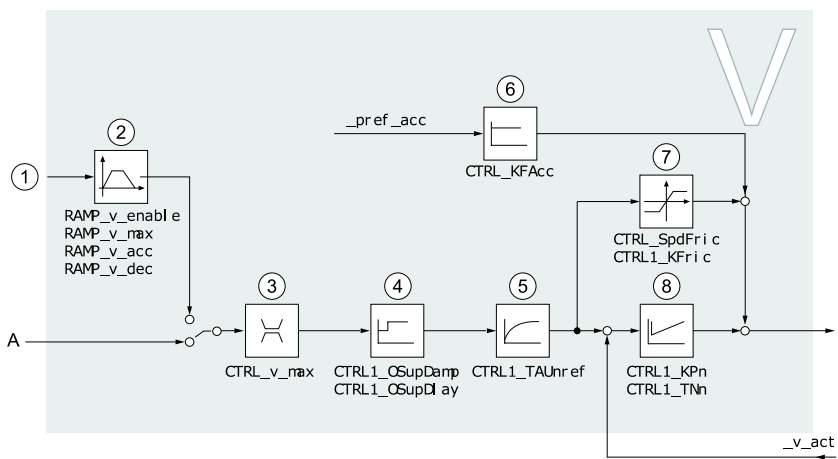 V
6
_pref_acc
CTRL_KFAcc
2
7
1
RAMP_v_enable
RAMP_v_max
RAMP_v_acc
RAMP_v_dec
CTRL_SpdFric
CTRL1_KFric
3
4
5
8
A
CTRL_v_max
CTRL1_OSupDamp
CTRL1_OSupDlay
CTRL1_TAUnref
CTRL1_KPn
CTRL1_TNn
_v_act